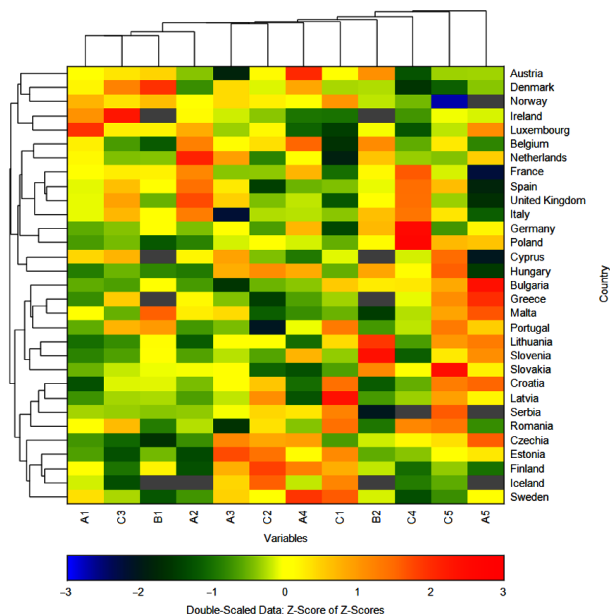 Austria
Denmark
Norway
Ireland
Luxembourg
Belgium
Netherlands
France
Spain
United Kingdom
Italy
Germany
Poland
Cyprus
Hungary
Bulgaria
Greece
Malta
Portugal
Lithuania
Slovenia
Slovakia
Croatia
Latvia
Serbia
Romania
Czechia
Estonia
Finland
Iceland
Sweden
Country
A1 C3 B1 A2 A3 C2 A4 C1 B2 C4 C5 A5
Variables
−3 −2 −1 0 1 2 3
Double-Scaled Data: Z-Score of Z-Scores